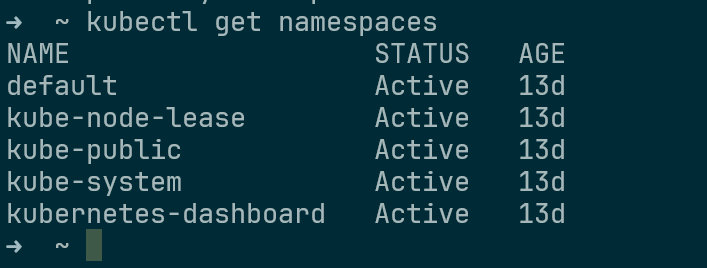 ➜  ~ kubectl get namespaces
NAME                   STATUS   AGE
default                Active   13d
kube-node-lease        Active   13d
kube-public            Active   13d
kube-system            Active   13d
kubernetes-dashboard   Active   13d
➜  ~